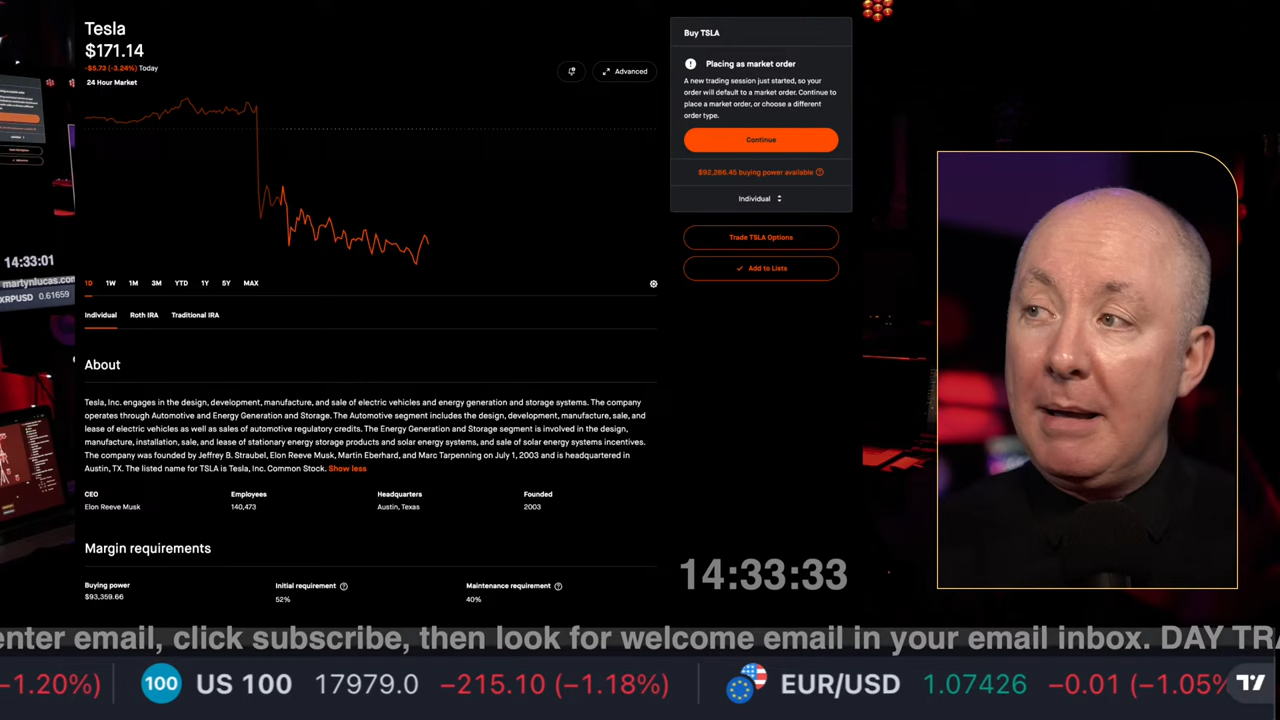 Tesla
$171.14
-$5.73 (-3.24%) Today
24 Hour Market
Advanced
1D 1W 1M 3M YTD 1Y 5Y MAX
Individual Roth IRA Traditional IRA
About
Tesla, Inc. engages in the design, development, manufacture, and sale of electric vehicles and energy generation and storage systems. The company
operates through Automotive and Energy Generation and Storage. The Automotive segment includes the design, development, manufacture, sale, and
lease of electric vehicles as well as sales of automotive regulatory credits. The Energy Generation and Storage segment is involved in the design,
manufacture, installation, sale, and lease of stationary energy storage products and solar energy systems, and sale of solar energy systems incentives.
The company was founded by Jeffrey B. Straubel, Elon Reeve Musk, Martin Eberhard, and Marc Tarpenning on July 1, 2003 and is headquartered in
Austin, TX. The listed name for TSLA is Tesla, Inc. Common Stock. Show less
CEO Employees Headquarters Founded
Elon Reeve Musk 140,473 Austin, Texas 2003
Margin requirements
Buying power Initial requirement Maintenance requirement
$93,359.66 52% 40%
Buy TSLA
Placing as market order
A new trading session just started, so your
order will default to a market order. Continue to
place a market order, or choose a different
order type.
Continue
$92,266.45 buying power available
Individual
Trade TSLA Options
Add to Lists
14:33:01
martynlucas.com
XRPUSD 0.61659
14:33:33
enter email, click subscribe, then look for welcome email in your email inbox. DAY TRA
-1.20%) 100 US 100 17979.0 -215.10 (-1.18%) EUR/USD 1.07426 -0.01 (-1.05%